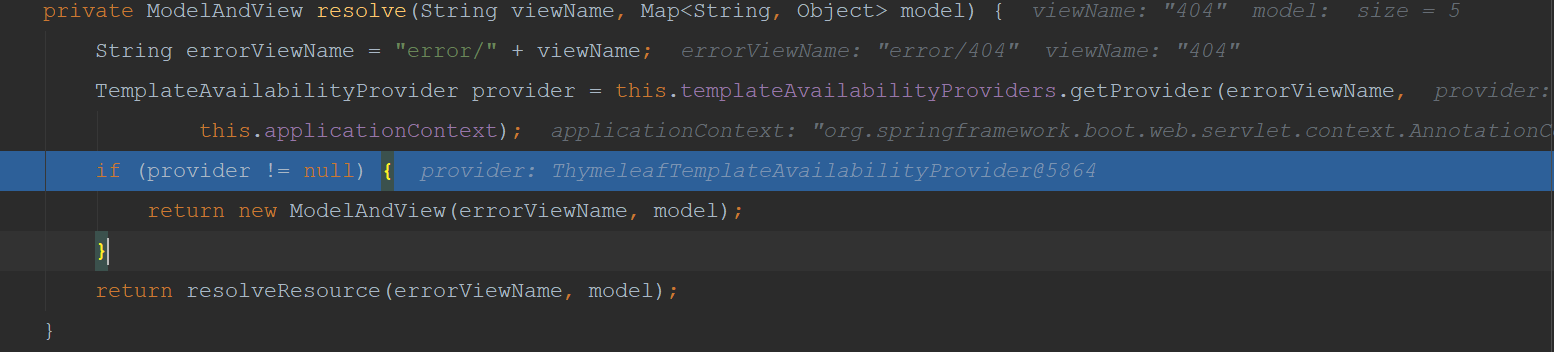 private ModelAndView resolve(String viewName, Map<String, Object> model) {  viewName: "404"  model:  size = 5
String errorViewName = "error/" + viewName;  errorViewName: "error/404"  viewName: "404"
TemplateAvailabilityProvider provider = this.templateAvailabilityProviders.getProvider(errorViewName,  provider:
this.applicationContext);  applicationContext: "org.springframework.boot.web.servlet.context.AnnotationC
if (provider != null) {  provider: ThymeleafTemplateAvailabilityProvider@5864
return new ModelAndView(errorViewName, model);
}
return resolveResource(errorViewName, model);
}